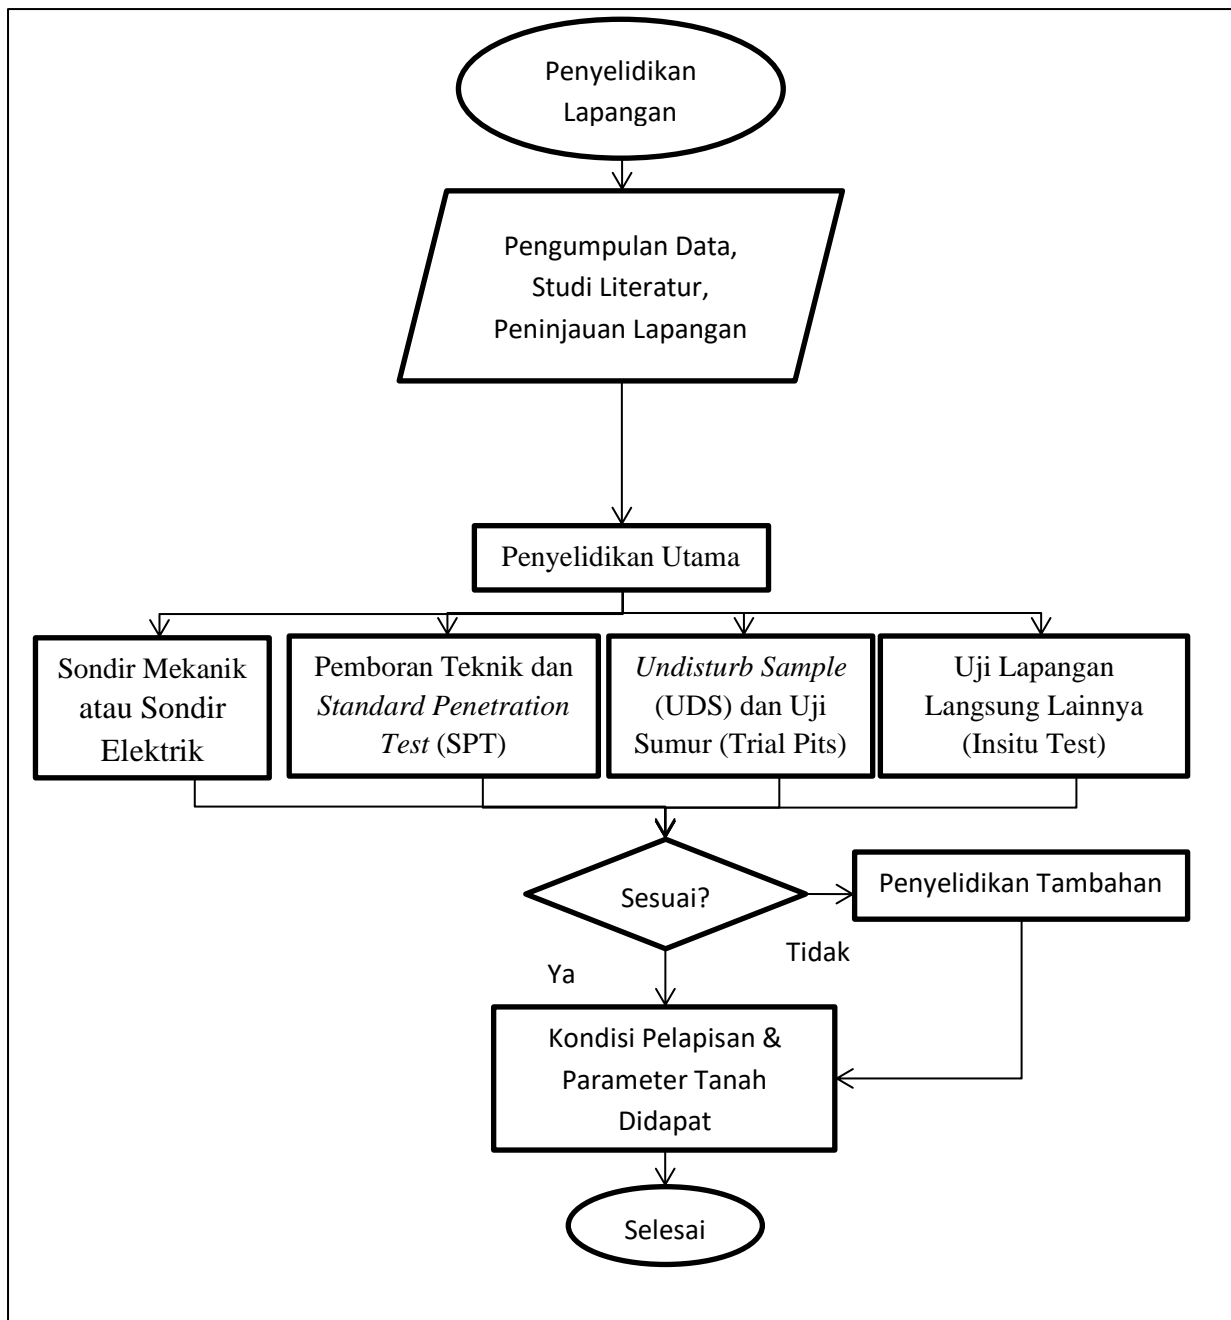 Penyelidikan
Lapangan
Pengumpulan Data,
Studi Literatur,
Peninjauan Lapangan
Penyelidikan Utama
Sondir Mekanik
atau Sondir
Elektrik
Pemboran Teknik dan
Standard Penetration
Test (SPT)
Undisturb Sample
(UDS) dan Uji
Sumur (Trial Pits)
Uji Lapangan
Langsung Lainnya
(Insitu Test)
Sesuai?
Penyelidikan Tambahan
Tidak
Ya
Kondisi Pelapisan &
Parameter Tanah
Didapat
Selesai